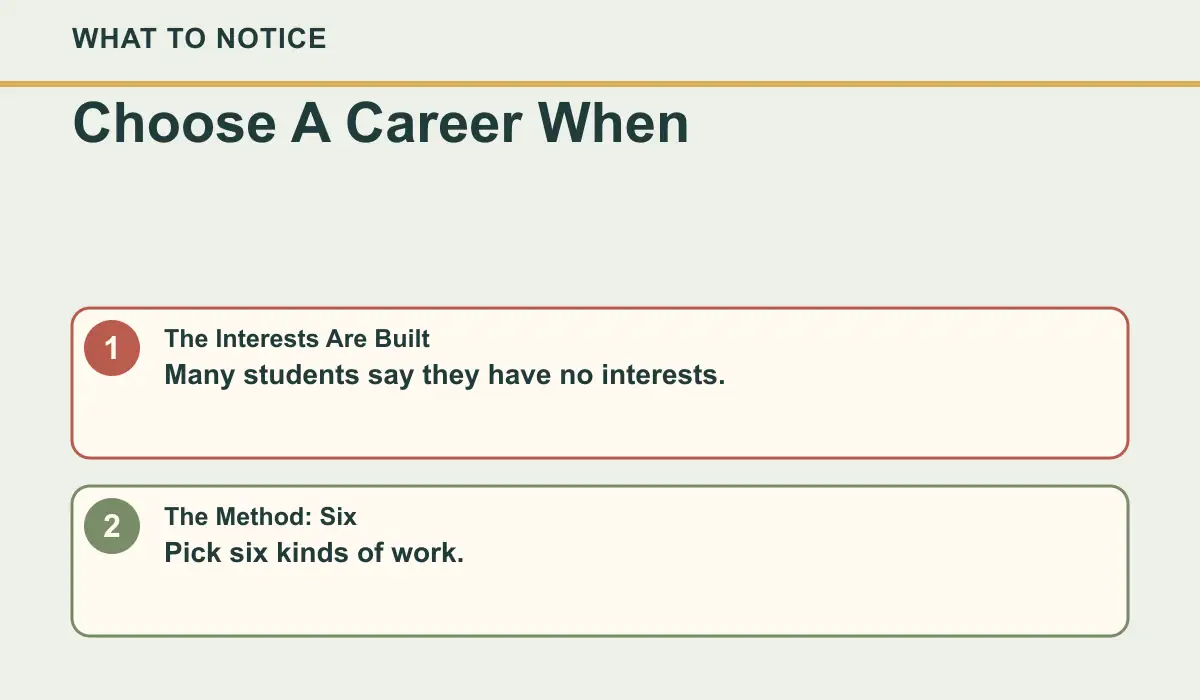 WHAT TO NOTICE
Choose A Career When
1
The Interests Are Built
Many students say they have no interests.
2
The Method: Six
Pick six kinds of work.